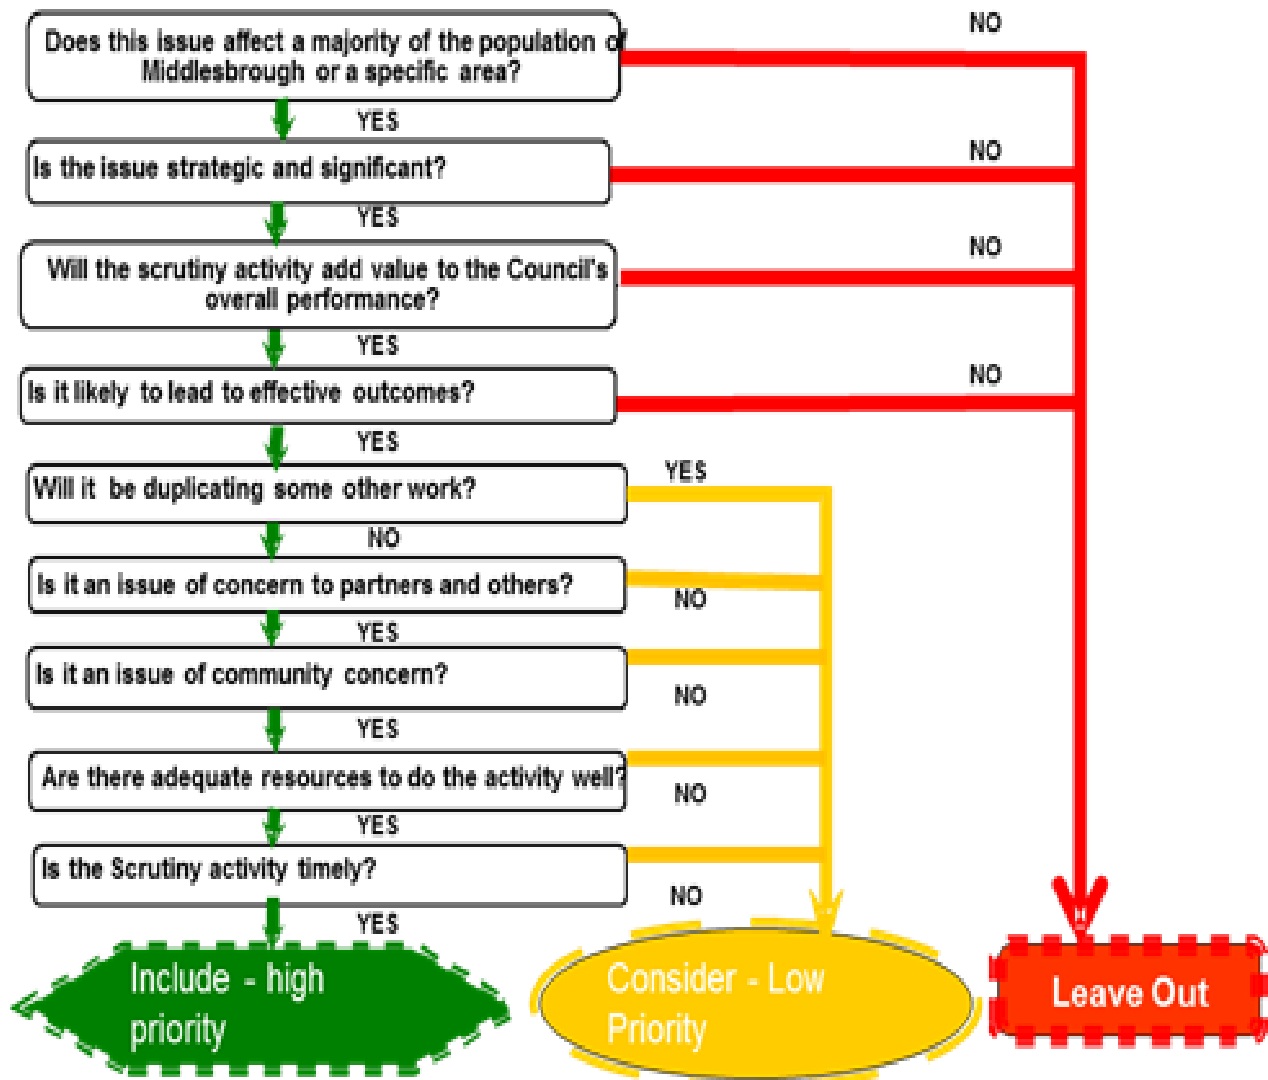 NO
Does this issue affect a majority of the population of
Middlesbrough or a specific area?
YES
NO
Is the issue strategic and significant?
YES
NO
Will the scrutiny activity add value to the Council's
overall performance?
YES
NO
Is it likely to lead to effective outcomes?
YES
YES
Will it be duplicating some other work?
NO
Is it an issue of concern to partners and others?
NO
YES
Is it an issue of community concern?
NO
YES
Are there adequate resources to do the activity well?
NO
YES
Is the Scrutiny activity timely?
NO
YES
Include - high
priority
Consider - Low
Priority
Leave Out